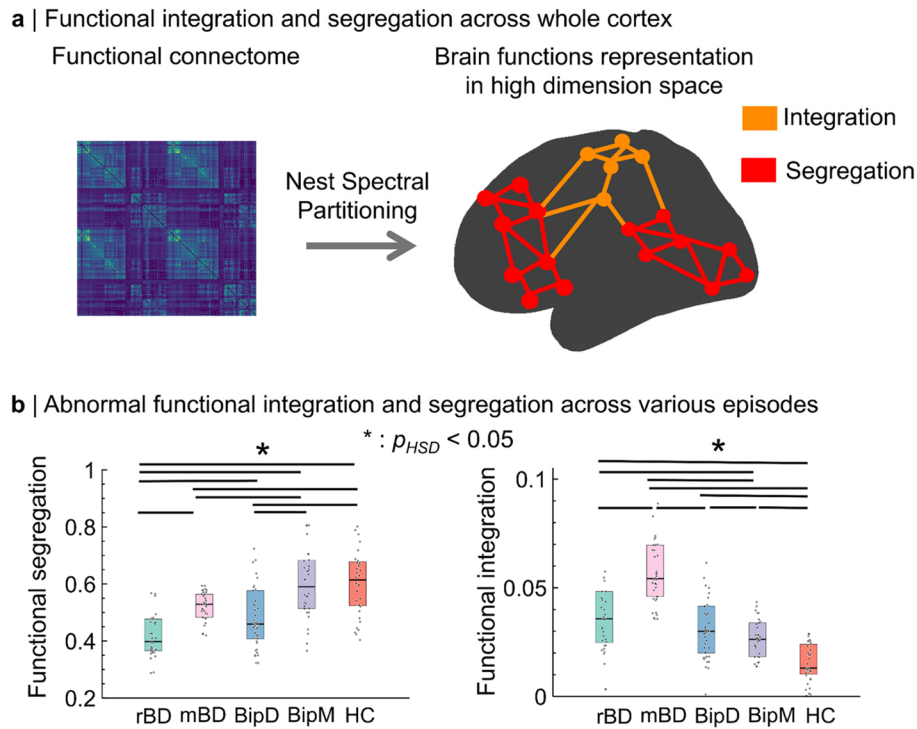 a | Functional integration and segregation across whole cortex
Functional connectome
Brain functions representation
in high dimension space
Integration
Segregation
Nest Spectral
Partitioning
b | Abnormal functional integration and segregation across various episodes
* : pHSD < 0.05
*
Functional segregation
1
0.8
0.6
0.4
0.2
rBD mBD BipD BipM HC
*
Functional integration
0.1
0.05
0
rBD mBD BipD BipM HC